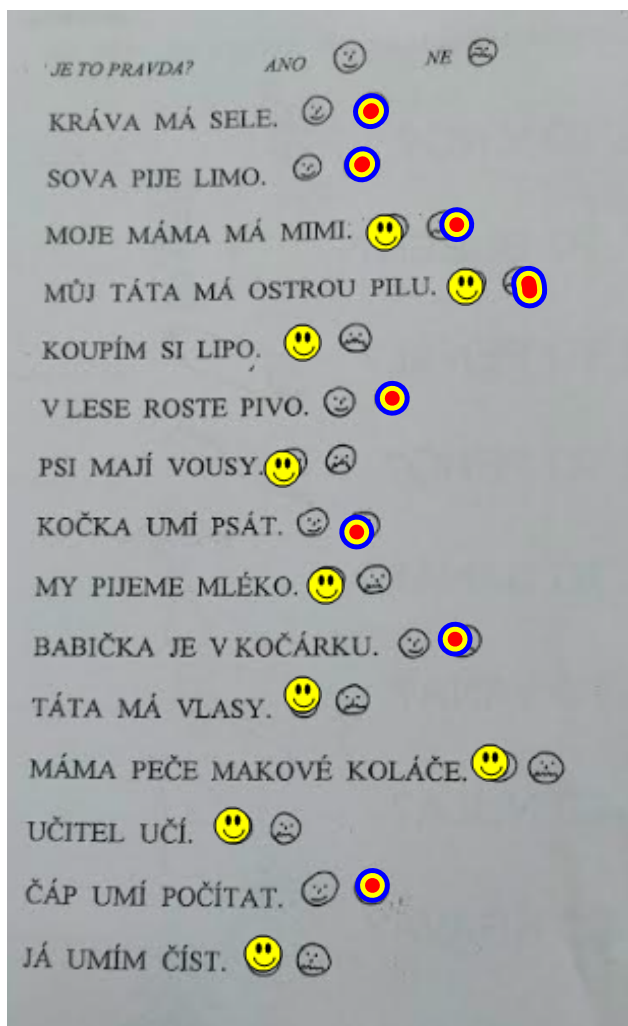 JE TO PRAVDA? ANO NE
KRÁVA MÁ SELE.
SOVA PIJE LIMO.
MOJE MÁMA MÁ MIMI.
MŮJ TÁTA MÁ OSTROU PILU.
KOUPÍM SI LIPO.
V LESE ROSTE PIVO.
PSI MAJÍ VOUSY.
KOČKA UMÍ PSÁT.
MY PIJEME MLÉKO.
BABIČKA JE V KOČÁRKU.
TÁTA MÁ VLASY.
MÁMA PEČE MAKOVÉ KOLÁČE.
UČITEL UČÍ.
ČÁP UMÍ POČÍTAT.
JÁ UMÍM ČÍST.